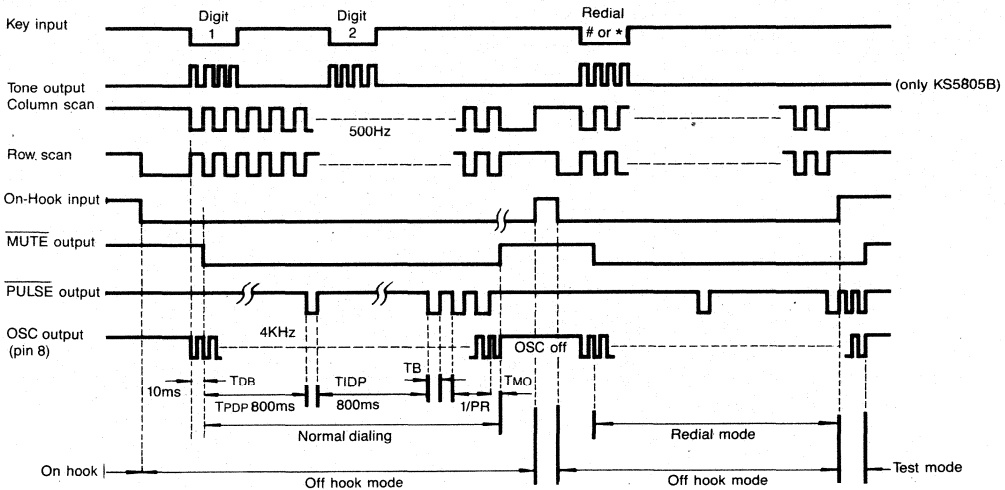 Key input
Digit
1
Digit
2
Redial
# or *
Tone output
(only KS5805B)
Column scan
500Hz
Row. scan
On-Hook input
MUTE output
PULSE output
OSC output
(pin 8)
4KHz
OSC off
10ms
TDB
TIDP
TB
TMO
TPDP 800ms
800ms
1/PR
Normal dialing
Redial mode
On hook
Off hook mode
Off hook mode
Test mode